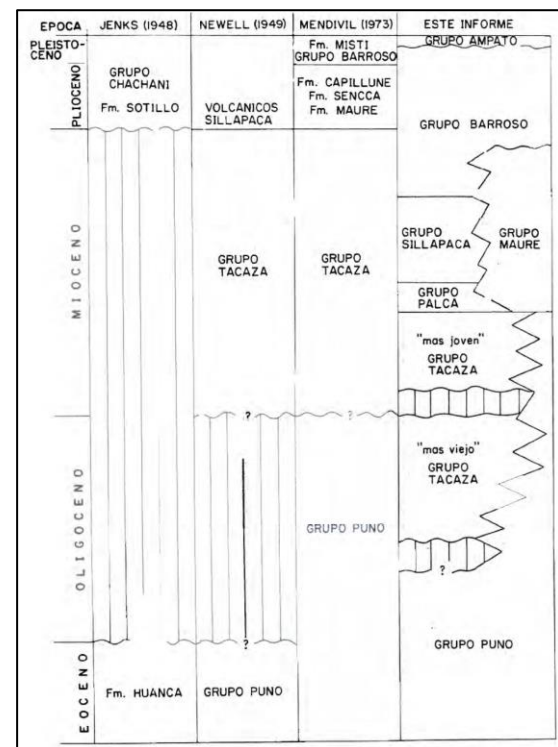 EPOCA JENKS (1948) NEWELL (1949) MENDIVIL (1973) ESTE INFORME
PLEISTO-
CENO
Fm. MISTI
GRUPO BARROSO
GRUPO AMPATO
PLIOCENO
GRUPO
CHACHANI
Fm. SOTILLO
VOLCANICOS
SILLAPACA
Fm. CAPILLUNE
Fm. SENCCA
Fm. MAURE
GRUPO BARROSO
MIOCENO
GRUPO
TACAZA
GRUPO
TACAZA
GRUPO
SILLAPACA
GRUPO
MAURE
GRUPO
PALCA
"mas joven"
GRUPO
TACAZA
?
?
OLIGOCENO
"mas viejo"
GRUPO
TACAZA
GRUPO PUNO
?
?
GRUPO PUNO
EOCENO
Fm. HUANCA
GRUPO PUNO